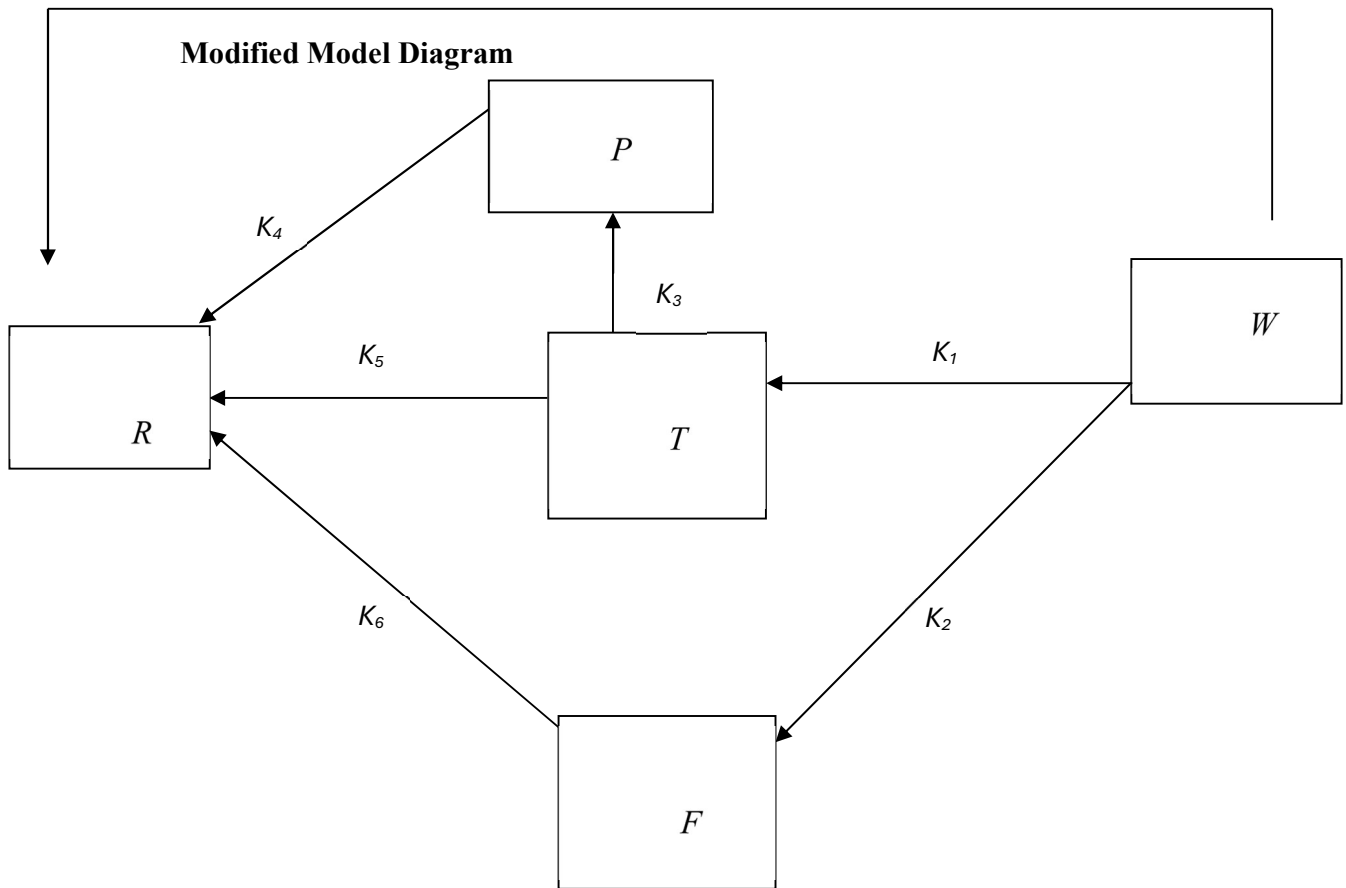 Modified Model Diagram
P
K₄
K₃
W
K₅
K₁
R
T
K₆
K₂
F